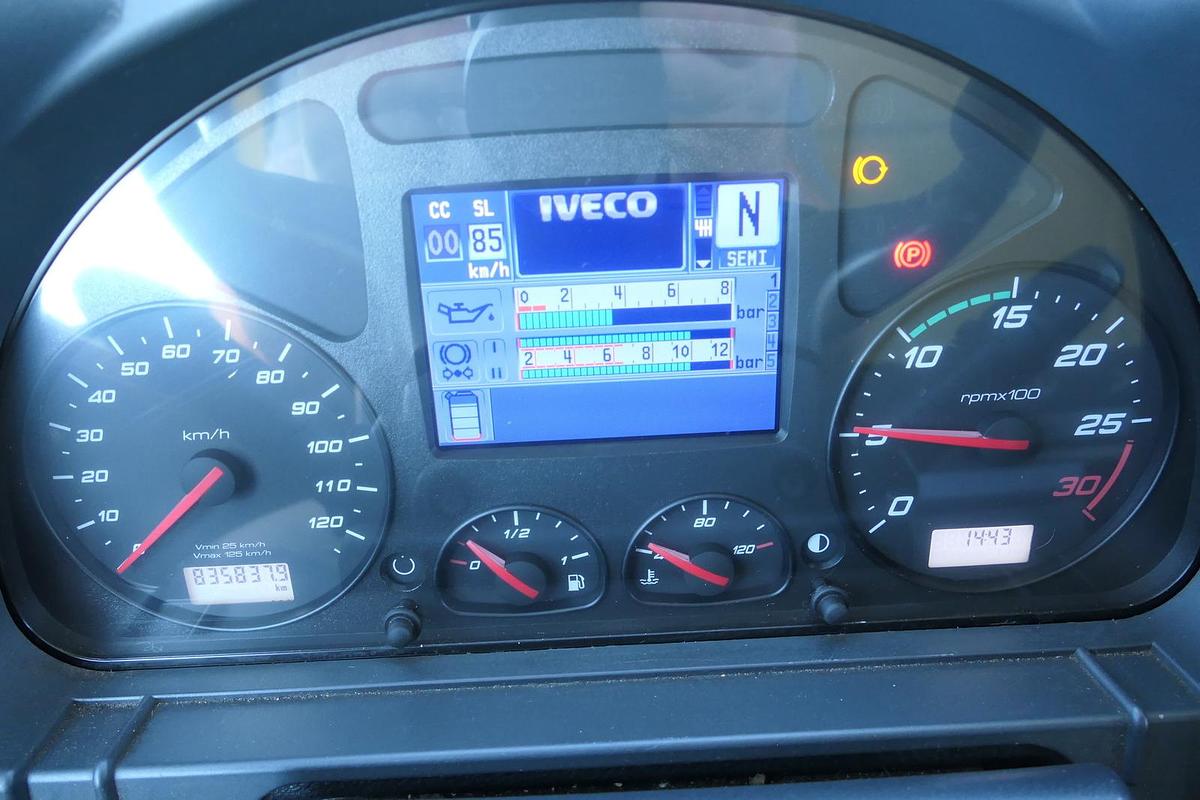 CC SL
00 85
km/h
IVECO
N
SEMI
0 2 4 6 8
bar
I
II
2 4 6 8 10 12
bar
1
2
3
4
5
P
0 10 20 30 40 50 60 70 80 90 100 110 120
km/h
Vmin 25 km/h
Vmax 125 km/h
835837.9
km
0 1/2 1
80 120
0 5 10 15 20 25 30
rpmx100
14:43